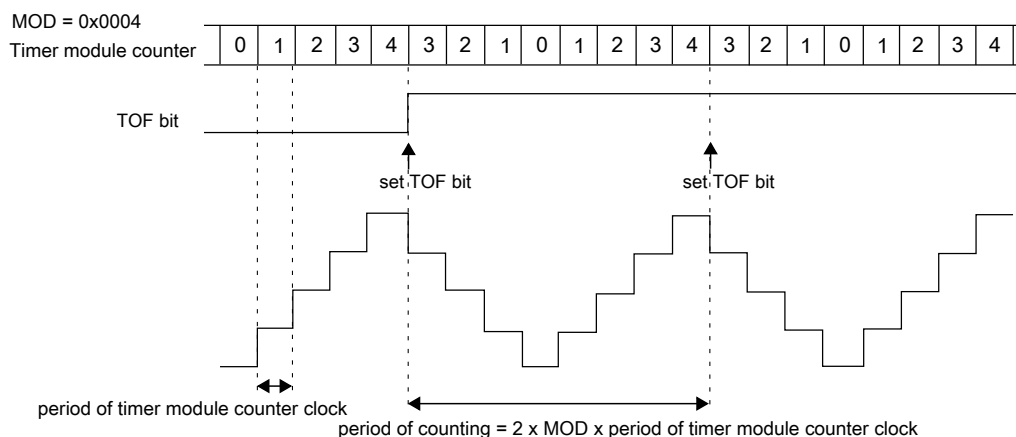 MOD = 0x0004
Timer module counter 0 1 2 3 4 3 2 1 0 1 2 3 4 3 2 1 0 1 2 3 4
TOF bit
set TOF bit set TOF bit
period of timer module counter clock
period of counting = 2 x MOD x period of timer module counter clock